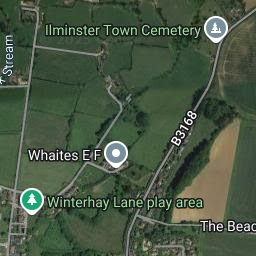 Ilminster Town Cemetery
Stream
B3168
Whaites E F
Winterhay Lane play area
The Beac